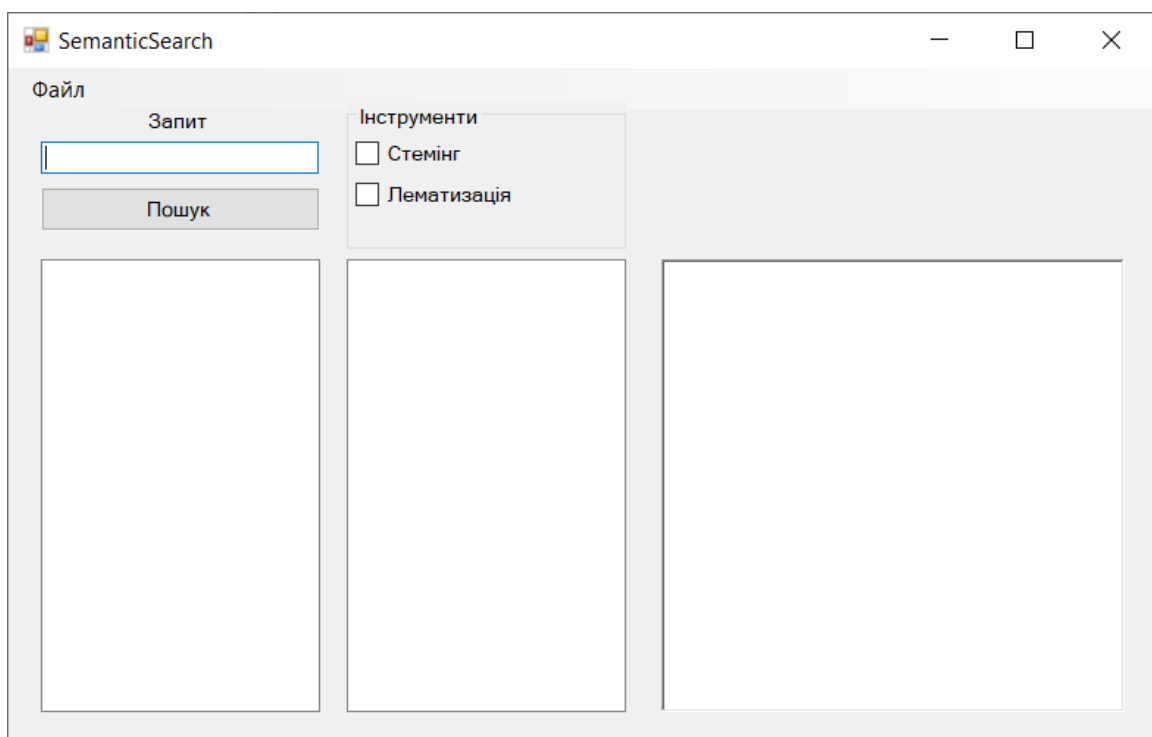 SemanticSearch
Файл
Запит
Інструменти
Стемінг
Лематизація
Пошук